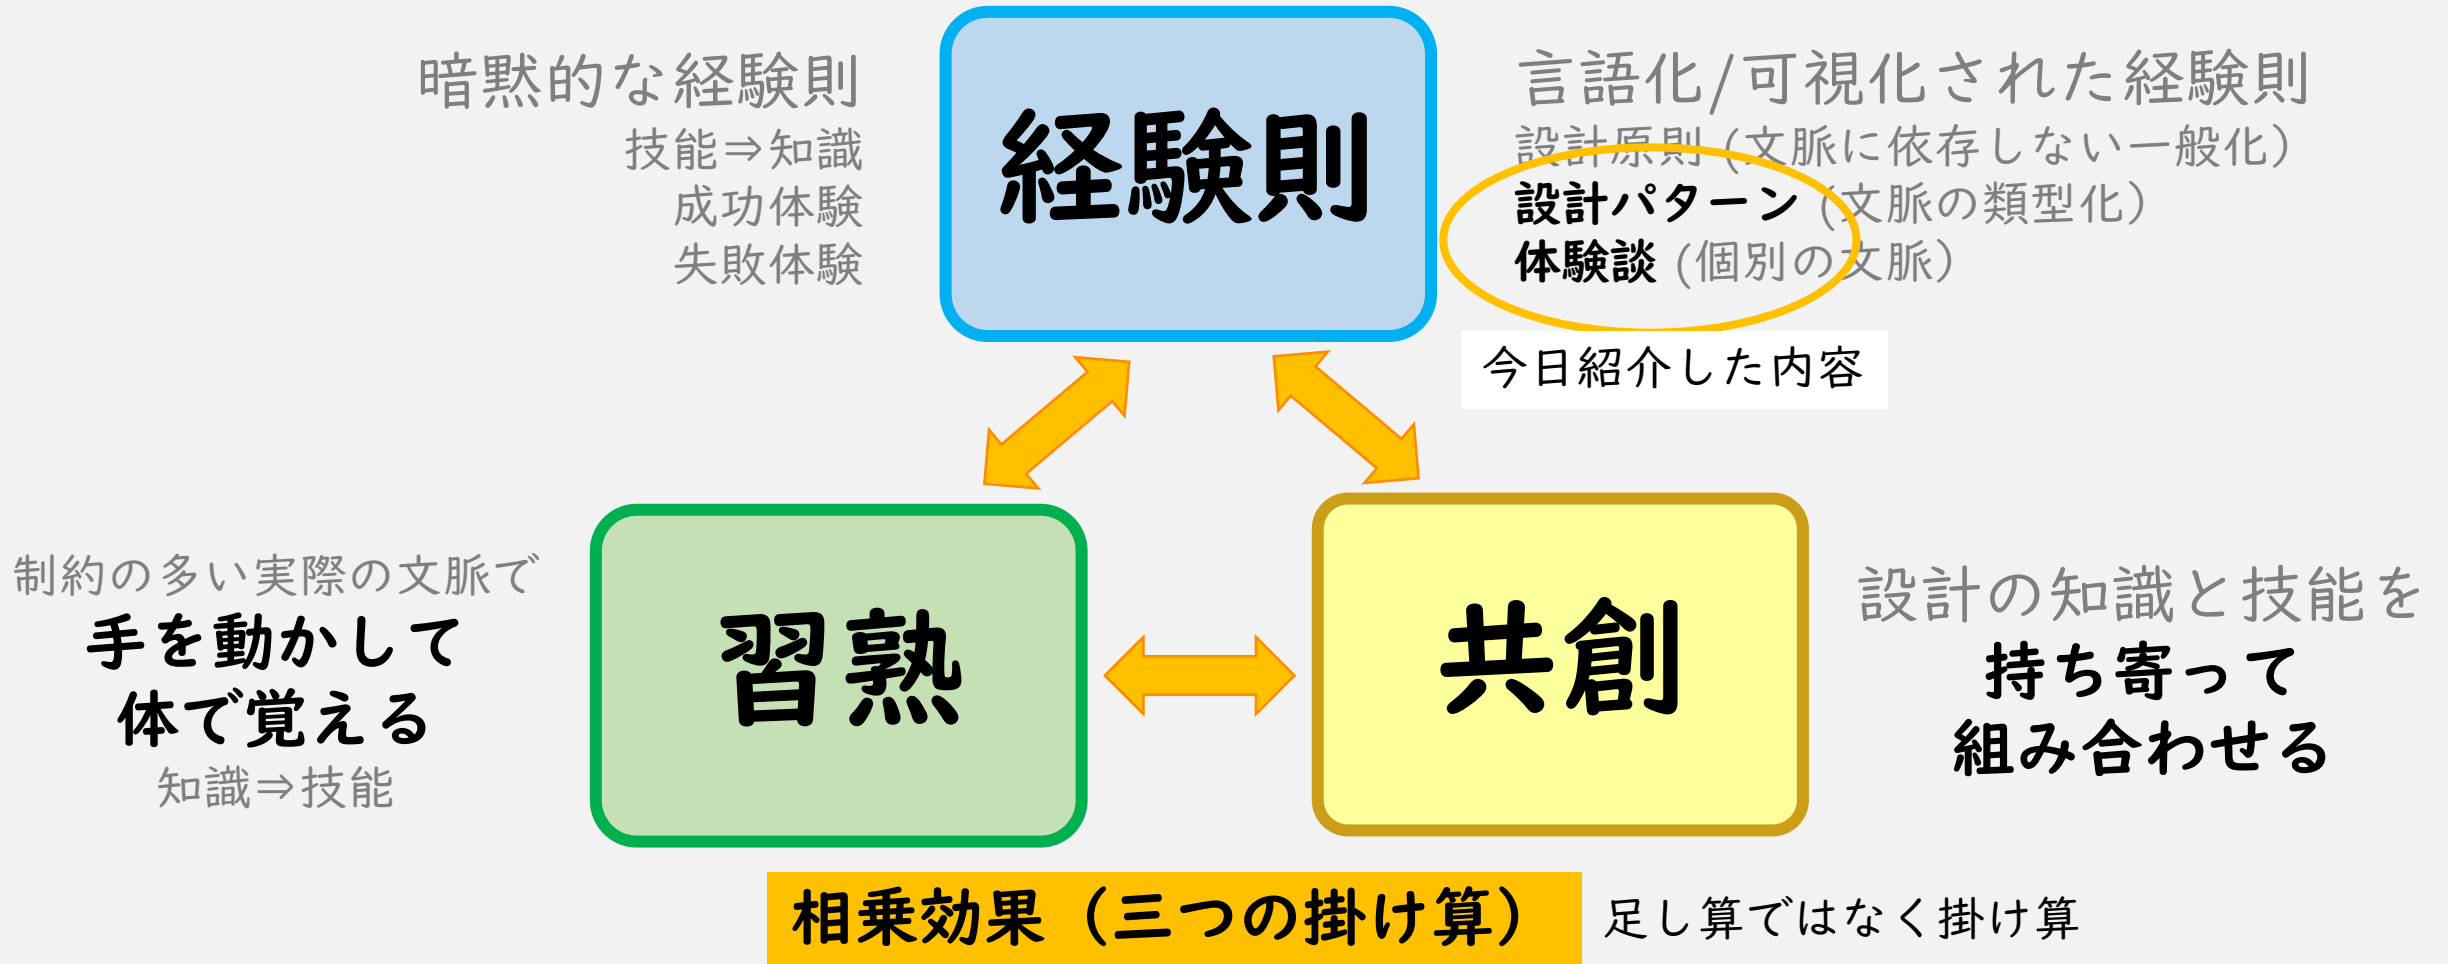 暗黙的な経験則
技能⇒知識
成功体験
失敗体験
経験則
言語化/可視化された経験則
設計原則 (文脈に依存しない一般化)
設計パターン (文脈の類型化)
体験談 (個別の文脈)
今日紹介した内容
制約の多い実際の文脈で
手を動かして
体で覚える
知識⇒技能
習熟
共創
設計の知識と技能を
持ち寄って
組み合わせる
相乗効果（三つの掛け算）
足し算ではなく掛け算